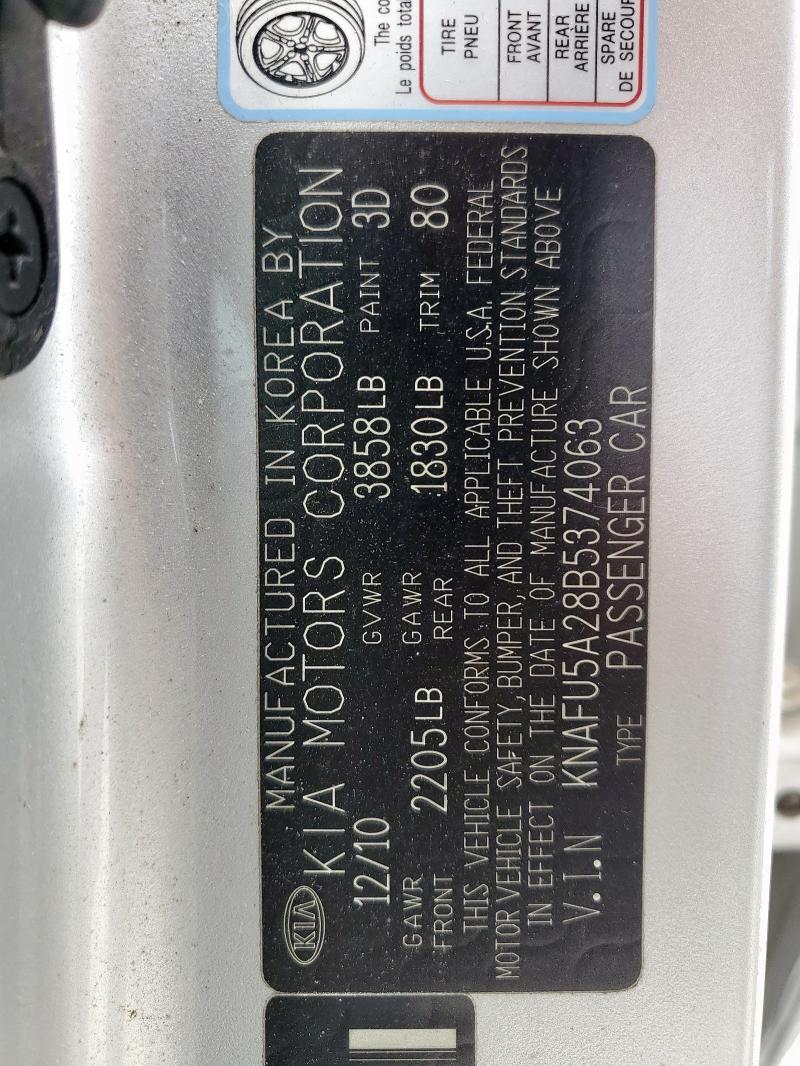 KIA
MANUFACTURED IN KOREA BY
KIA MOTORS CORPORATION
12/10 GVWR 3858LB PAINT 3D
GAWR FRONT 2205LB GAWR REAR 1830LB TRIM 80
THIS VEHICLE CONFORMS TO ALL APPLICABLE U.S.A. FEDERAL
MOTOR VEHICLE SAFETY, BUMPER, AND THEFT PREVENTION STANDARDS
IN EFFECT ON THE DATE OF MANUFACTURE SHOWN ABOVE
V.I.N KNAFU5A28B5374063
TYPE PASSENGER CAR
The co
Le poids tota
TIRE
PNEU
FRONT
AVANT
REAR
ARRIÈRE
SPARE
DE SECOUR